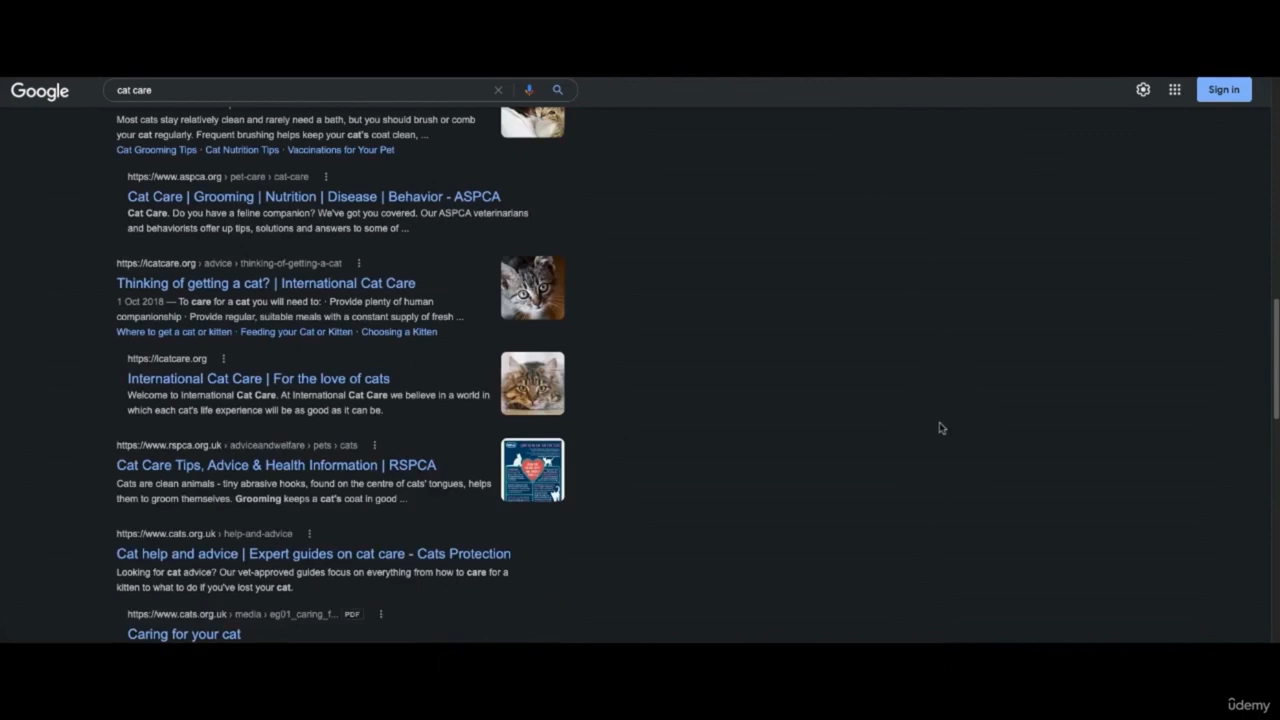 Google
cat care
Sign in
Most cats stay relatively clean and rarely need a bath, but you should brush or comb
your cat regularly. Frequent brushing helps keep your cat's coat clean, ...
Cat Grooming Tips · Cat Nutrition Tips · Vaccinations for Your Pet
https://www.aspca.org › pet-care › cat-care
Cat Care | Grooming | Nutrition | Disease | Behavior - ASPCA
Cat Care. Do you have a feline companion? We've got you covered. Our ASPCA veterinarians
and behaviorists offer up tips, solutions and answers to some of ...
https://icatcare.org › advice › thinking-of-getting-a-cat
Thinking of getting a cat? | International Cat Care
1 Oct 2018 — To care for a cat you will need to: · Provide plenty of human
companionship · Provide regular, suitable meals with a constant supply of fresh ...
Where to get a cat or kitten · Feeding your Cat or Kitten · Choosing a Kitten
https://icatcare.org
International Cat Care | For the love of cats
Welcome to International Cat Care. At International Cat Care we believe in a world in
which each cat's life experience will be as good as it can be.
https://www.rspca.org.uk › adviceandwelfare › pets › cats
Cat Care Tips, Advice & Health Information | RSPCA
Cats are clean animals - tiny abrasive hooks, found on the centre of cats' tongues, helps
them to groom themselves. Grooming keeps a cat's coat in good ...
https://www.cats.org.uk › help-and-advice
Cat help and advice | Expert guides on cat care - Cats Protection
Looking for cat advice? Our vet-approved guides focus on everything from how to care for a
kitten to what to do if you've lost your cat.
https://www.cats.org.uk › media › eg01_caring_f... PDF
Caring for your cat
ûdemy